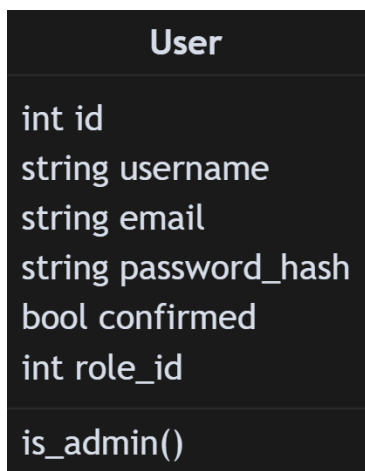 User
int id
string username
string email
string password_hash
bool confirmed
int role_id
is_admin()